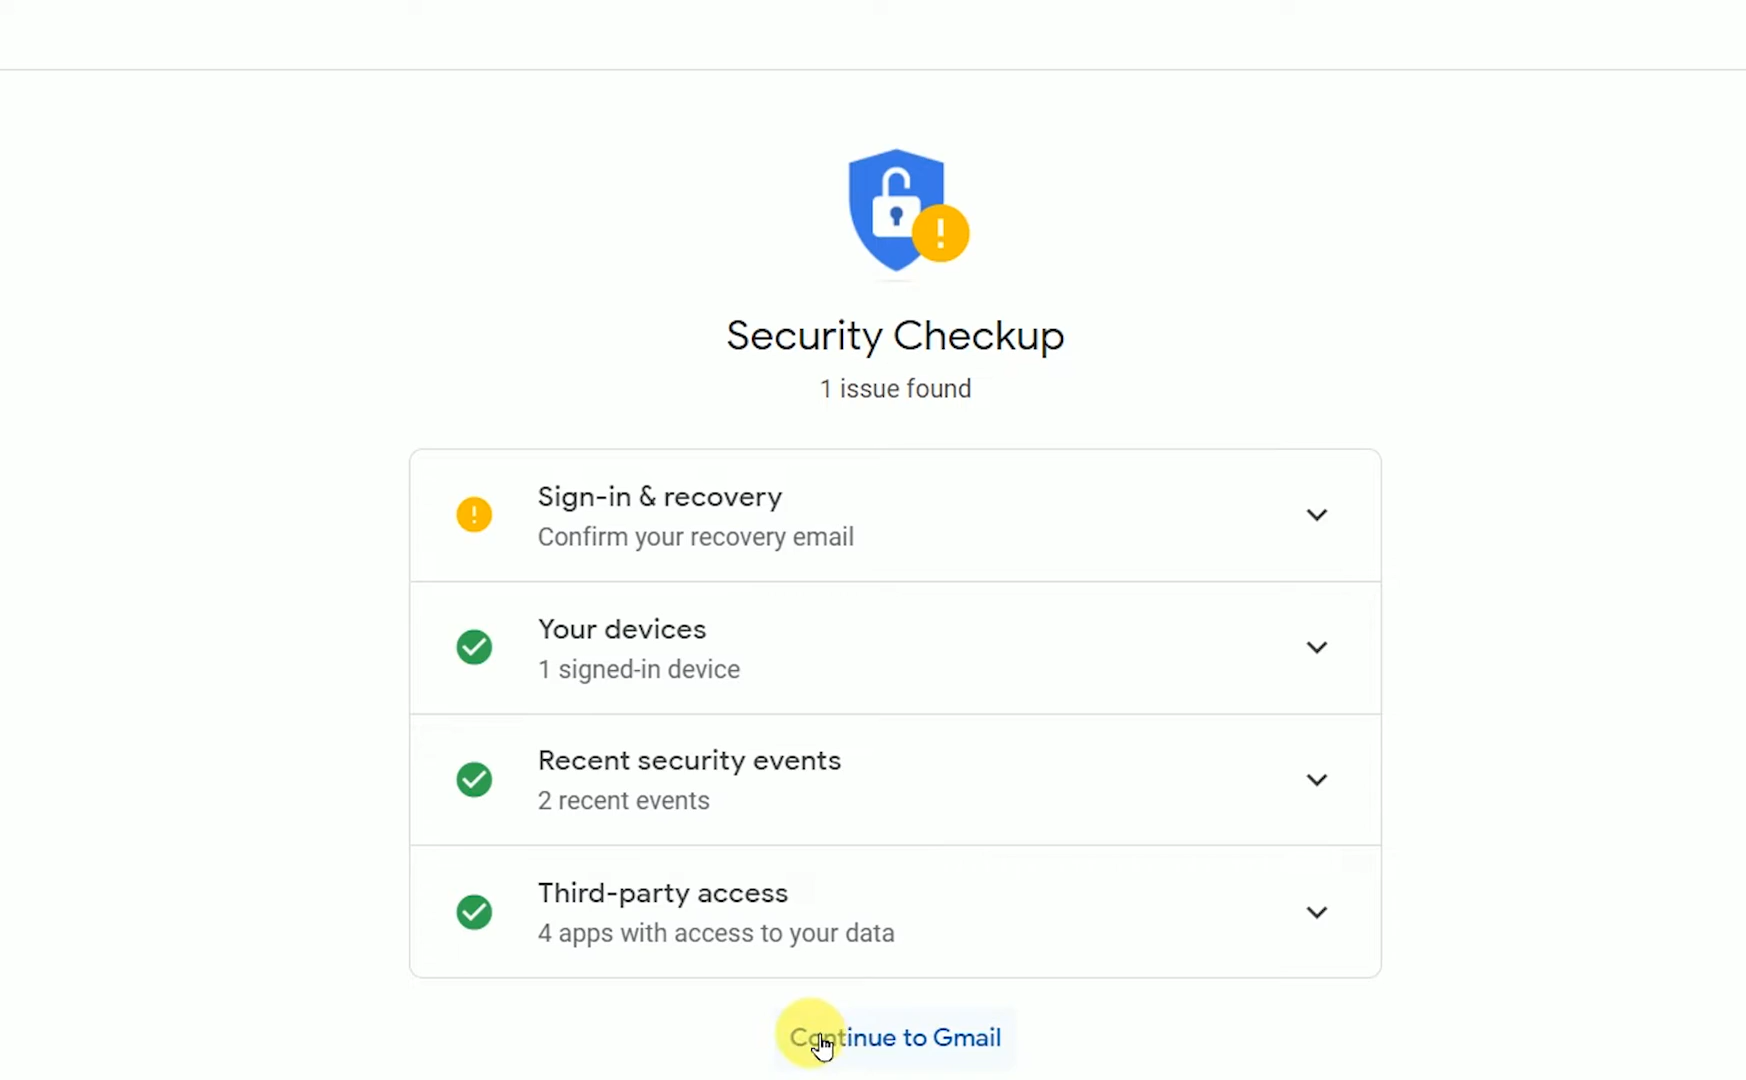 Security Checkup
1 issue found
Sign-in & recovery
Confirm your recovery email
Your devices
1 signed-in device
Recent security events
2 recent events
Third-party access
4 apps with access to your data
Continue to Gmail